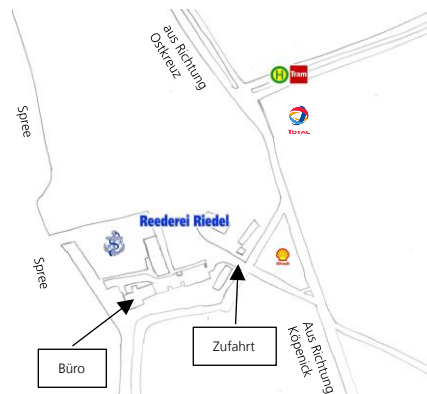 aus Richtung
Ostkreuz
H
Tram
TOTAL
Spree
Reederei Riedel
Spree
Zufahrt
Büro
Aus Richtung
Köpenick